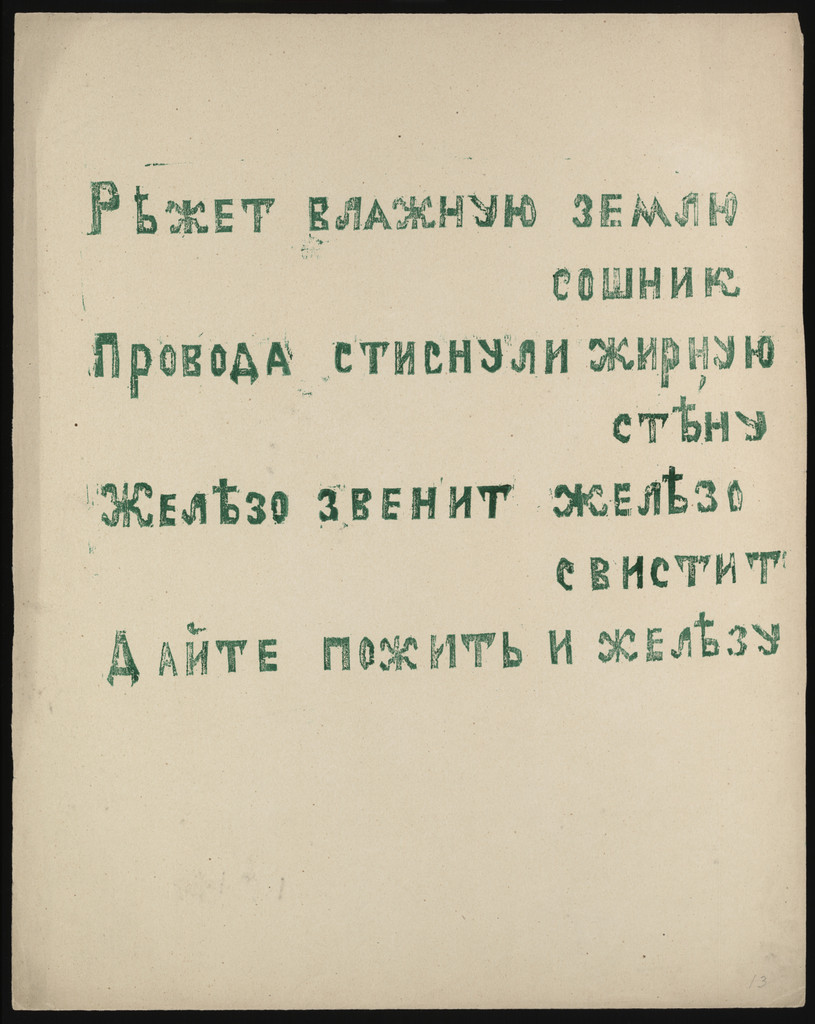 Рѣжет влажную землю
сошник
Провода стиснули жирную
стѣну
Желѣзо звенит желѣзо
свистит
Дайте пожить и желѣзу
13